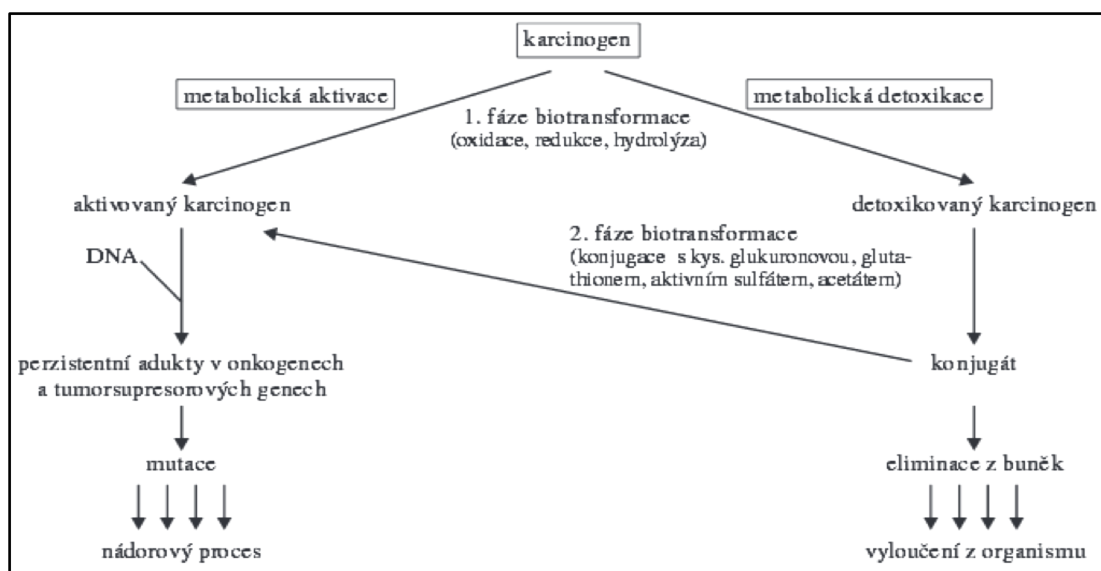 karcinogen
metabolická aktivace
metabolická detoxikace
1. fáze biotransformace
(oxidace, redukce, hydrolýza)
aktivovaný karcinogen
detoxikovaný karcinogen
2. fáze biotransformace
(konjugace s kys. glukuronovou, gluta-
thionem, aktivním sulfátem, acetátem)
DNA
perzistentní adukty v onkogenech
a tumorsupresorových genech
konjugát
mutace
eliminace z buněk
nádorový proces
vyloučení z organismu